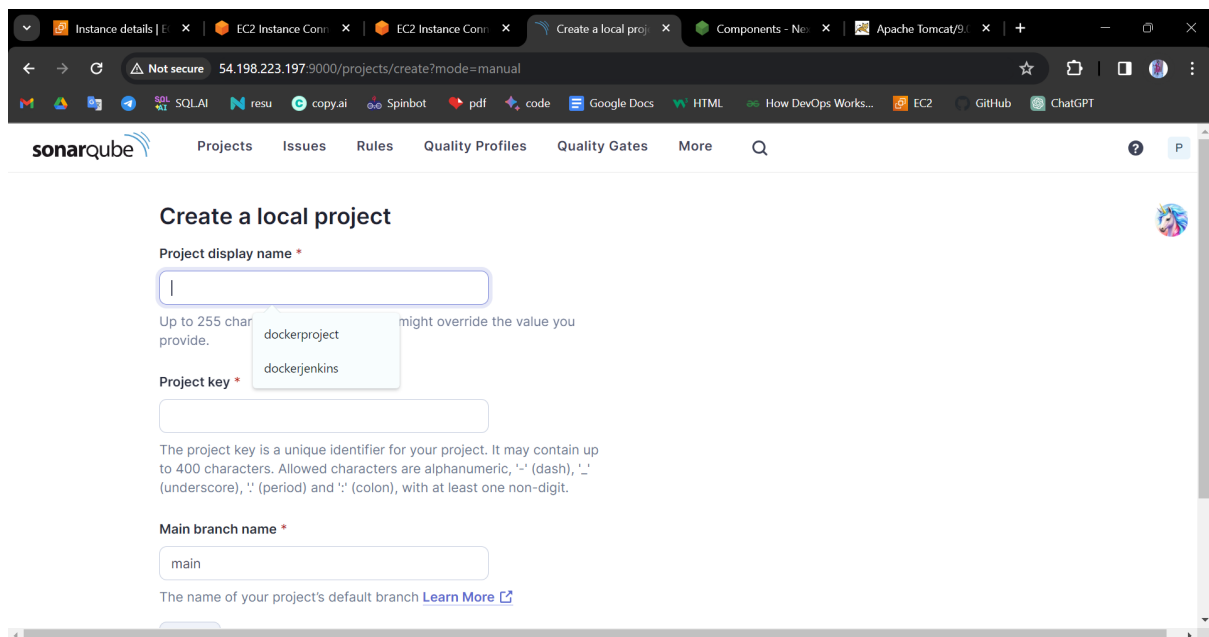 Instance details | E
EC2 Instance Conn
EC2 Instance Conn
Create a local proj
Components - Ne
Apache Tomcat/9.(
Not secure 54.198.223.197:9000/projects/create?mode=manual
SQL.AI resu copy.ai Spinbot pdf code Google Docs HTML How DevOps Works... EC2 GitHub ChatGPT
sonarqube Projects Issues Rules Quality Profiles Quality Gates More ? P
Create a local project
Project display name *
Up to 255 char
might override the value you
provide.
dockerproject
dockerjenkins
Project key *
The project key is a unique identifier for your project. It may contain up
to 400 characters. Allowed characters are alphanumeric, '-' (dash), '_'
(underscore), '.' (period) and ':' (colon), with at least one non-digit.
Main branch name *
main
The name of your project's default branch Learn More